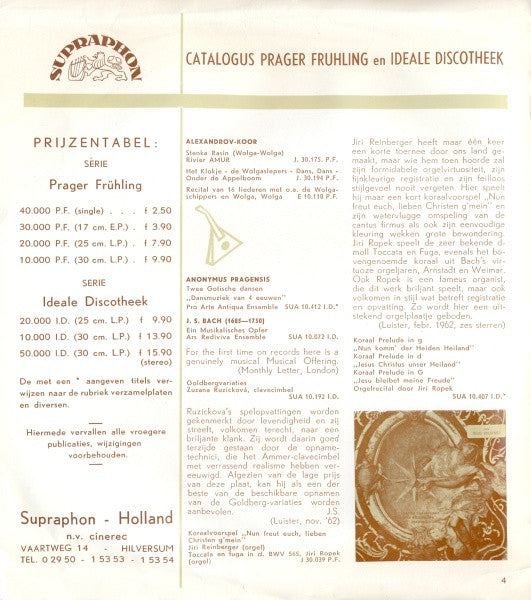 SUPRAPHON
CATALOGUS PRAGER FRUHLING en IDEALE DISCOTHEEK
PRIJZENTABEL:
SERIE
Prager Frühling
40.000 P.F. (single) . . . f 2.50
30.000 P.F. (17 cm. E.P.) . f 3.90
20.000 P.F. (25 cm. L.P.) . f 7.90
10.000 P.F. (30 cm. L.P.) . f 9.90
SERIE
Ideale Discotheek
20.000 I.D. (25 cm. L.P.) f 9.90
10.000 I.D. (30 cm. L.P.) f 13.90
50.000 I.D. (30 cm. L.P.) f 15.90
(stereo)
De met een * aangeven titels ver-
wijzen naar de rubriek verzamelplaten
en diversen.
Hiermede vervallen alle vroegere
publicaties, wijzigingen
voorbehouden.
Supraphon - Holland
n.v. cinerec
VAARTWEG 14 - HILVERSUM
TEL. 0 29 50 - 1 53 53 - 1 53 54
ALEXANDROV-KOOR
Stenka Rasin (Wolga-Wolga)
Rivier AMUR J 30.175. P.F.
Het Klokje - de Wolgaslepers - Dans, Dans -
Onder de Appelboom J 30.194 P.F.
Recital van 16 liederen met o.a. de Wolga-
schippers en Wolga, Wolga E 10.118 P.F.
ANONYMUS PRAGENSIS
Twee Gotische dansen
„Dansmuziek van 4 eeuwen"
Pro Arte Antiqua Ensemble SUA 10.412 I.D.*
J. S. BACH (1685—1750)
Ein Musikalisches Opfer
Ars Rediviva Ensemble SUA 10.072 I.D.
For the first time on records here is a
genuinely musical Musical Offering.
(Monthly Letter, London)
Goldbergvariaties
Zuzana Ruzicková, clavecimbel
SUA 10.192 I.D.
Ruzickova's spelopvattingen worden
gekenmerkt door levendigheid en zij
streeft, volkomen terecht, maar een
briljante klank. Zij wordt daarin goed
terzijde gestaan door de opname-
technici, die het Ammer-clavecimbel
met verrassend realisme hebben ver-
eeuwigd. Afgezien van de lage prijs
van deze plaat, kan hij als een der
beste van de beschikbare opnamen
van de Goldberg-variaties worden
aanbevolen. J.S.
(Luister, nov. '62)
Koraalvoorspel „Nun freut euch, lieben
Christen g'mein"
Jiri Reinberger (orgel)
Toccata en fuga in d. BWV 565, Jiri Ropek
(orgel) J 30.039 P.F.
Jiri Reinberger heeft maar één keer
een korte toernee door ons land ge-
maakt, maar wie hem toen hoorde zal
zijn formidabele orgelvirtuositeit, zijn
fijnkleurige registratie en zijn feilloos
stijlgevoel nooit vergeten. Hier speelt
hij maar een kort koraalvoorspel „Nun
freut euch, lieben Christen g'mein" en
zijn watervlugge omspeling van de
cantus firmus als ook zijn eenvoudige
kleuring wekken grote bewondering.
Jiri Ropek speelt de zeer bekende d-
moll Toccata en Fuga, evenals het bo-
vengenoemde koraal uit Bach's vir-
tuoze orgeljaren, Arnstadt en Weimar.
Ook Ropek is een fameus organist,
die dit werk briljant speelt, maar ook
volkomen in stijl wat betreft registratie
en opvatting. Zo wordt hier een uit-
stekend orgelplaatje geboden.
(Luister, febr. 1962, zes sterren)
Koraal Prelude in g
„Nun komm' der Heiden Heiland"
Koraal Prelude in d
„Jesus Christus unser Heiland"
Koraal Prelude in G
„Jesu bleibet meine Freude"
Orgelrecital door Jiri Ropek
SUA 10.407 I.D.*
4